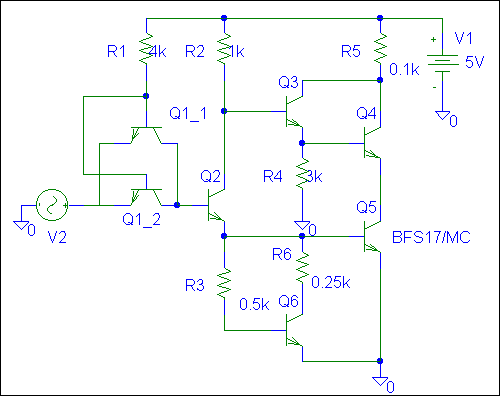 R1 4k
R2 1k
R5
0.1k
V1
+
5V
-
0
Q3
Q1_1
Q4
Q2
R4 3k
Q1_2
Q5
0
V2
0
BFS17/MC
R6
0.25k
R3
0.5k
Q6
0